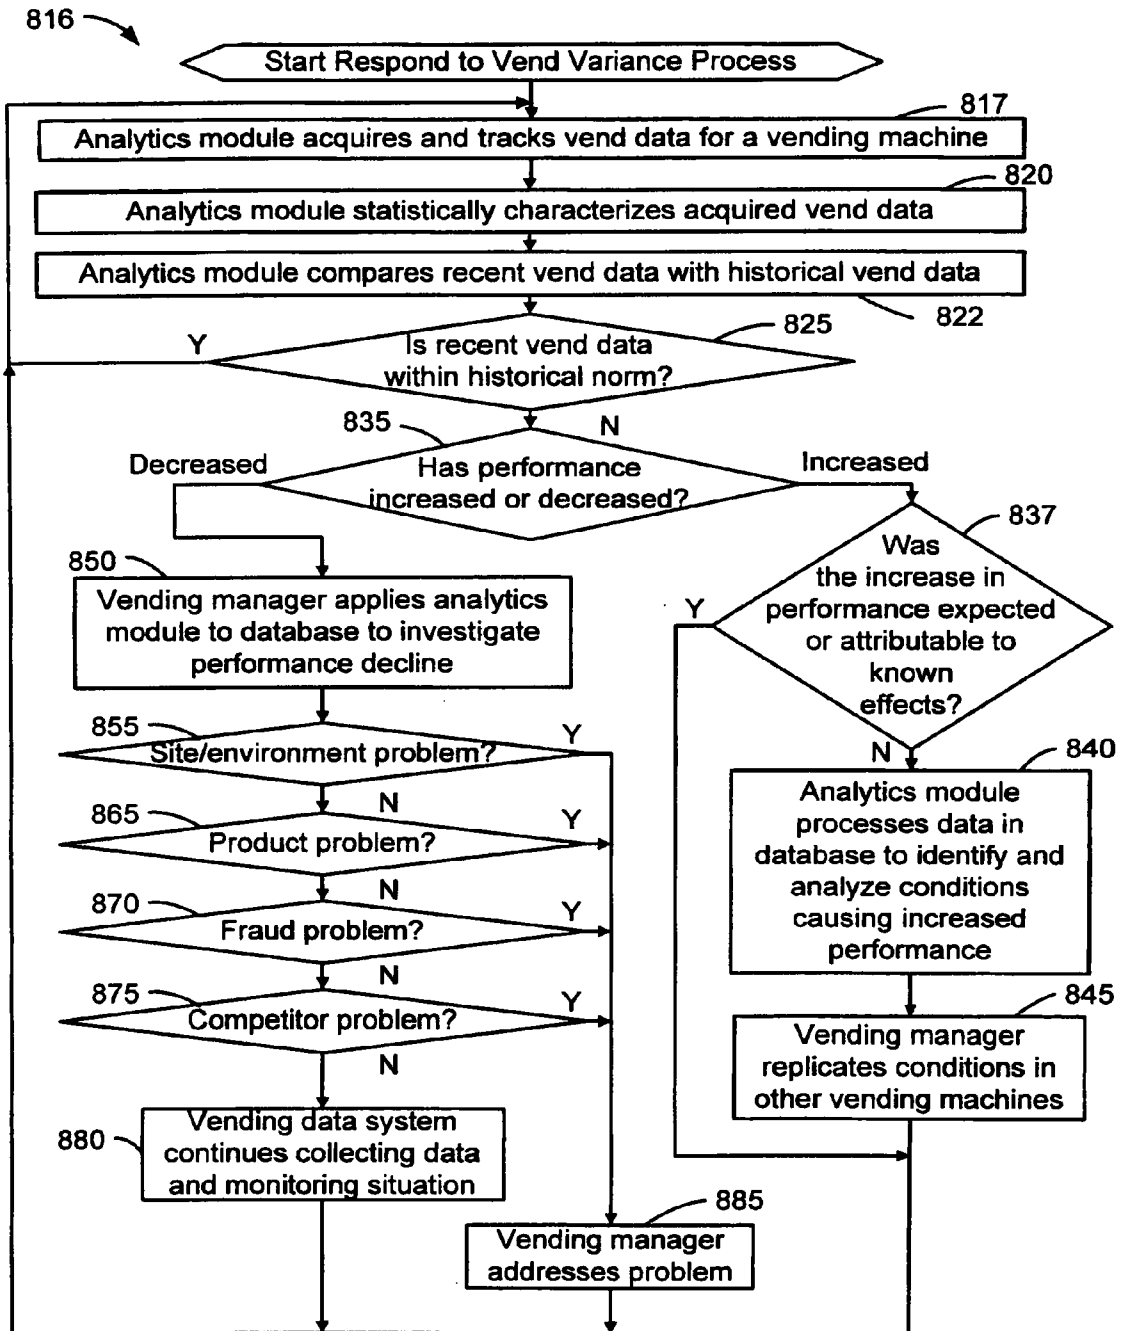 816
Start Respond to Vend Variance Process
817
Analytics module acquires and tracks vend data for a vending machine
820
Analytics module statistically characterizes acquired vend data
Analytics module compares recent vend data with historical vend data
822
825
Y
Is recent vend data
within historical norm?
835
N
Decreased
Has performance
increased or decreased?
Increased
837
Was
the increase in
performance expected
or attributable to
known
effects?
Y
N
850
Vending manager applies analytics
module to database to investigate
performance decline
855
Site/environment problem?
Y
N
840
Analytics module
processes data in
database to identify and
analyze conditions
causing increased
performance
865
Product problem?
Y
N
870
Fraud problem?
Y
N
875
Competitor problem?
Y
N
845
Vending manager
replicates conditions in
other vending machines
880
Vending data system
continues collecting data
and monitoring situation
885
Vending manager
addresses problem